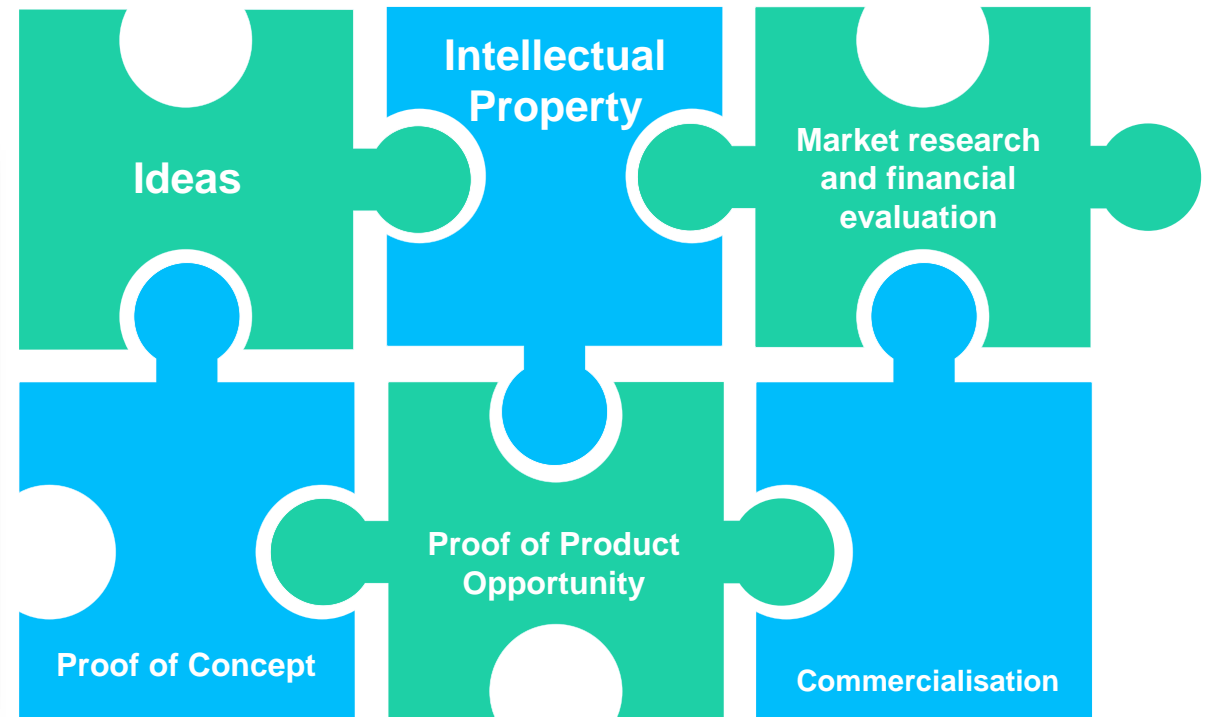 Intellectual
Property
Ideas
Market research
and financial
evaluation
Proof of Concept
Proof of Product
Opportunity
Commercialisation